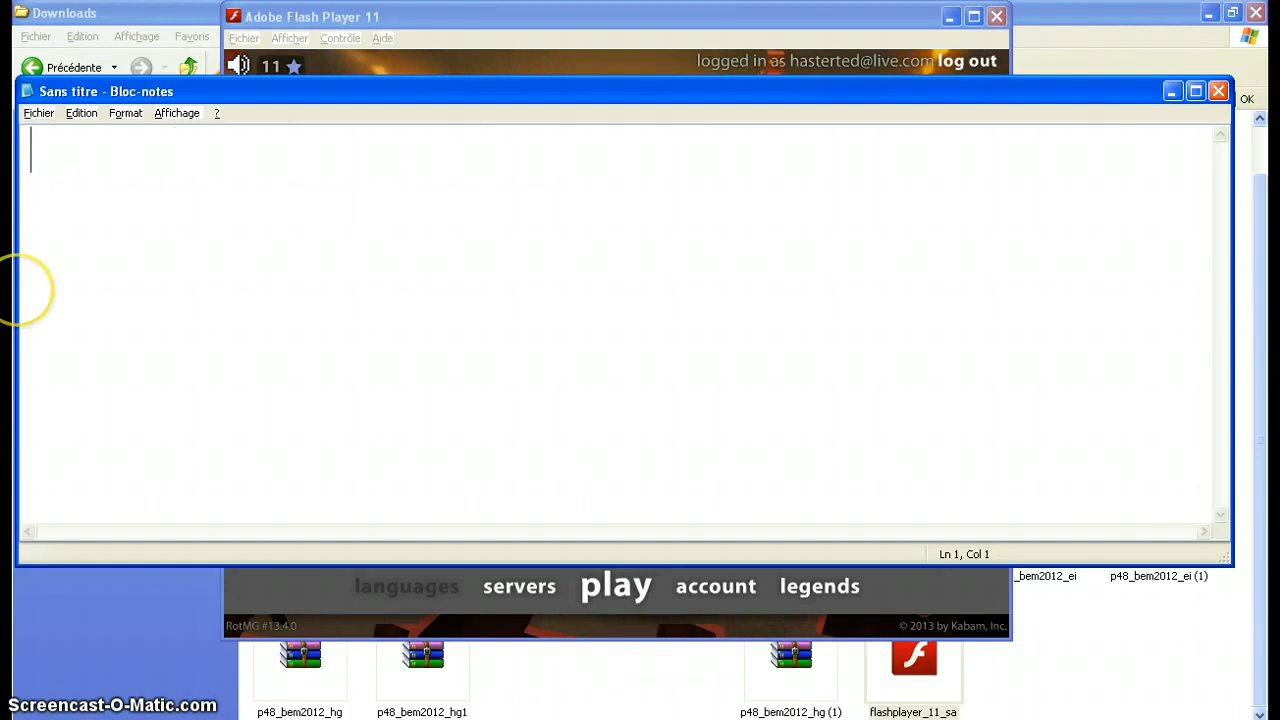 Downloads
Fichier Edition Affichage Favoris
Précédente
OK
Adobe Flash Player 11
Fichier Afficher Contrôle Aide
11
logged in as hasterted@live.com log out
Sans titre - Bloc-notes
Fichier Edition Format Affichage ?
Ln 1, Col 1
languages servers play account legends
RotMG #13.4.0
© 2013 by Kabam, Inc.
_bem2012_ei
p48_bem2012_ei (1)
p48_bem2012_hg
p48_bem2012_hg1
p48_bem2012_hg (1)
flashplayer_11_sa
Screencast-O-Matic.com